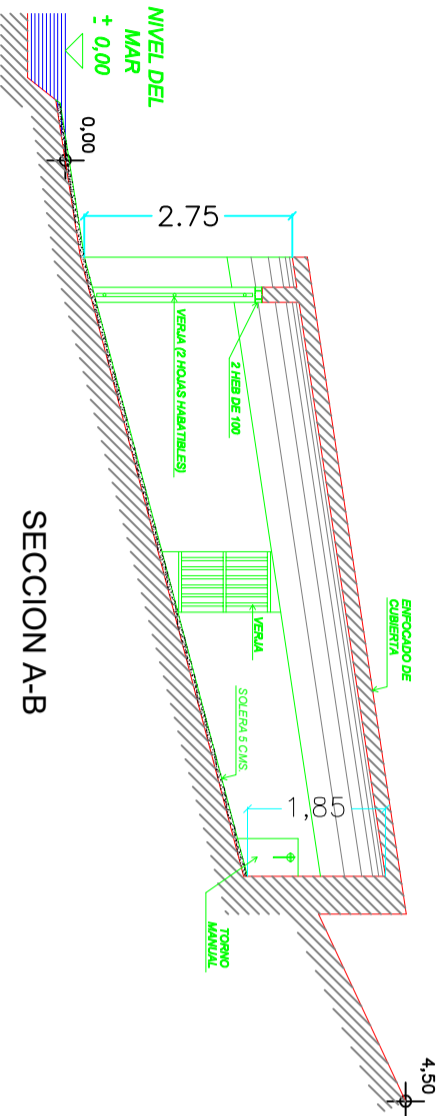 NIVEL DEL
MAR
± 0,00
0,00
2.75
2 HEB DE 100
VERJA (2 HOJAS HABATIBLES)
VERJA
ENFOCADO DE
CUBIERTA
SOLERA 5 CMS.
1,85
TORNO
MANUAL
4,50
SECCION A-B